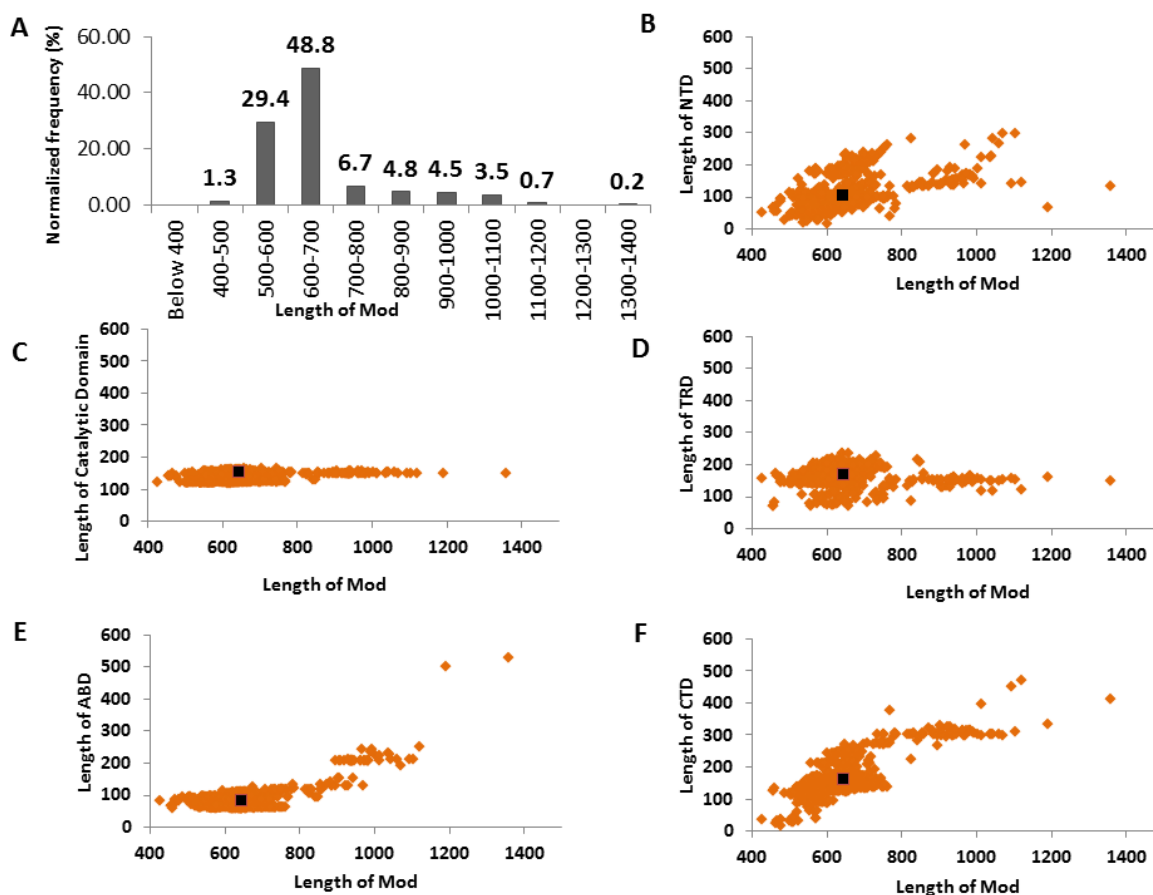 A
Normalized frequency (%)
60.00
40.00
20.00
0.00
1.3
29.4
48.8
6.7
4.8
4.5
3.5
0.7
0.2
Below 400
400-500
500-600
600-700
700-800
800-900
900-1000
1000-1100
1100-1200
1200-1300
1300-1400
Length of Mod
B
Length of NTD
600
500
400
300
200
100
0
400 600 800 1000 1200 1400
Length of Mod
C
Length of Catalytic Domain
600
500
400
300
200
100
0
400 600 800 1000 1200 1400
Length of Mod
D
Length of TRD
600
500
400
300
200
100
0
400 600 800 1000 1200 1400
Length of Mod
E
Length of ABD
600
500
400
300
200
100
0
400 600 800 1000 1200 1400
Length of Mod
F
Length of CTD
600
500
400
300
200
100
0
400 600 800 1000 1200 1400
Length of Mod